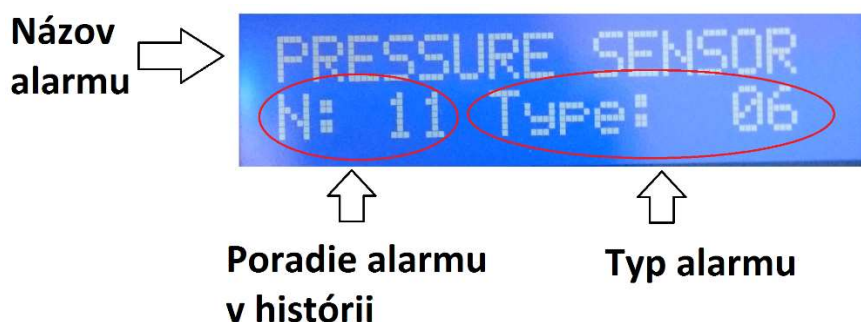 Názov
alarmu
PRESSURE SENSOR
N: 11 Type: 06
Poradie alarmu
v histórii
Typ alarmu